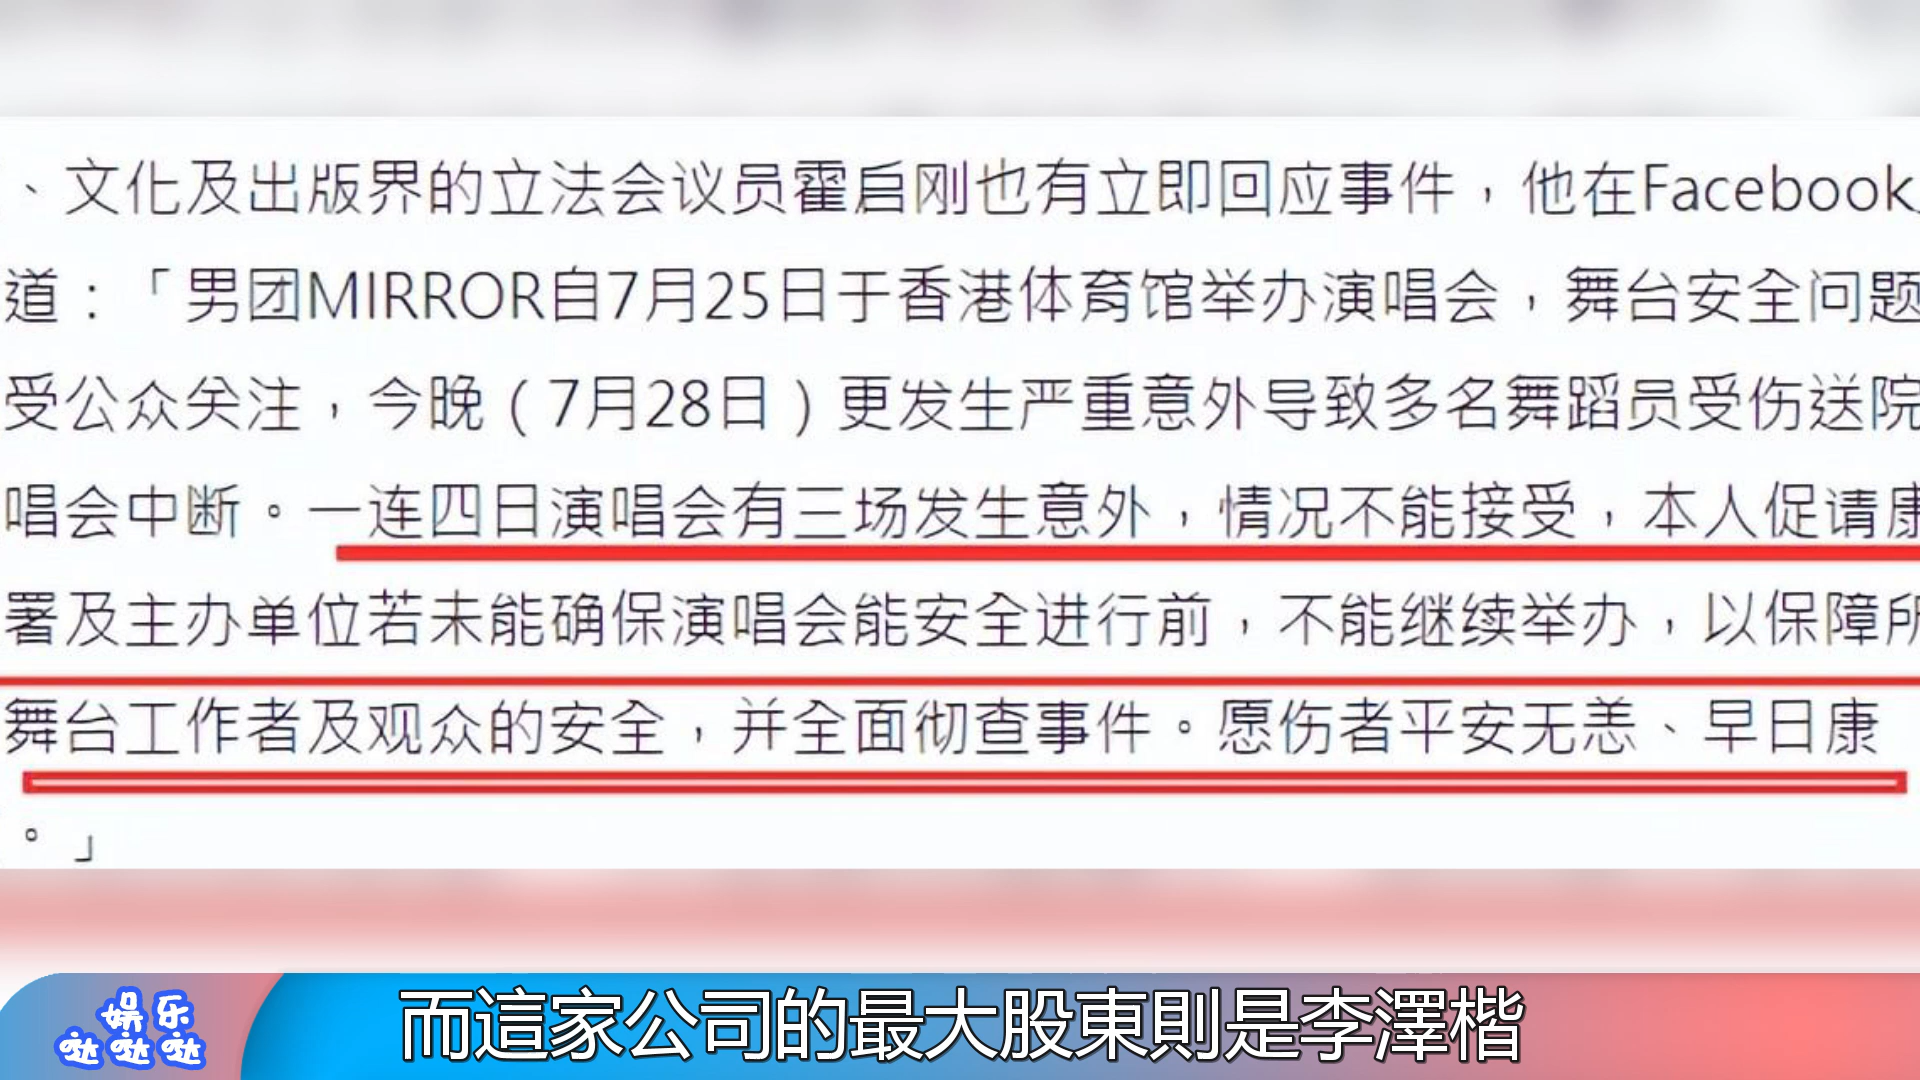 、文化及出版界的立法会议员霍启刚也有立即回应事件，他在Facebook
道：「男团MIRROR自7月25日于香港体育馆举办演唱会，舞台安全问题
受公众关注，今晚（7月28日）更发生严重意外导致多名舞蹈员受伤送院
唱会中断。一连四日演唱会有三场发生意外，情况不能接受，本人促请康
署及主办单位若未能确保演唱会能安全进行前，不能继续举办，以保障所
舞台工作者及观众的安全，并全面彻查事件。愿伤者平安无恙、早日康
。」
娱乐
哒哒哒
而這家公司的最大股東則是李澤楷